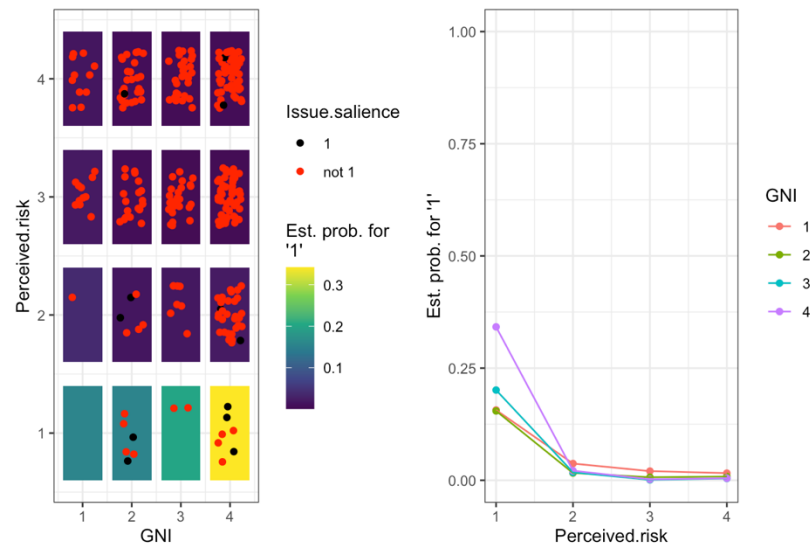 4
3
2
1
Perceived.risk
1 2 3 4
GNI
Issue.salience
1
not 1
Est. prob. for
'1'
0.3
0.2
0.1
1.00
0.75
0.50
0.25
0.00
Est. prob. for '1'
1 2 3 4
Perceived.risk
GNI
1
2
3
4